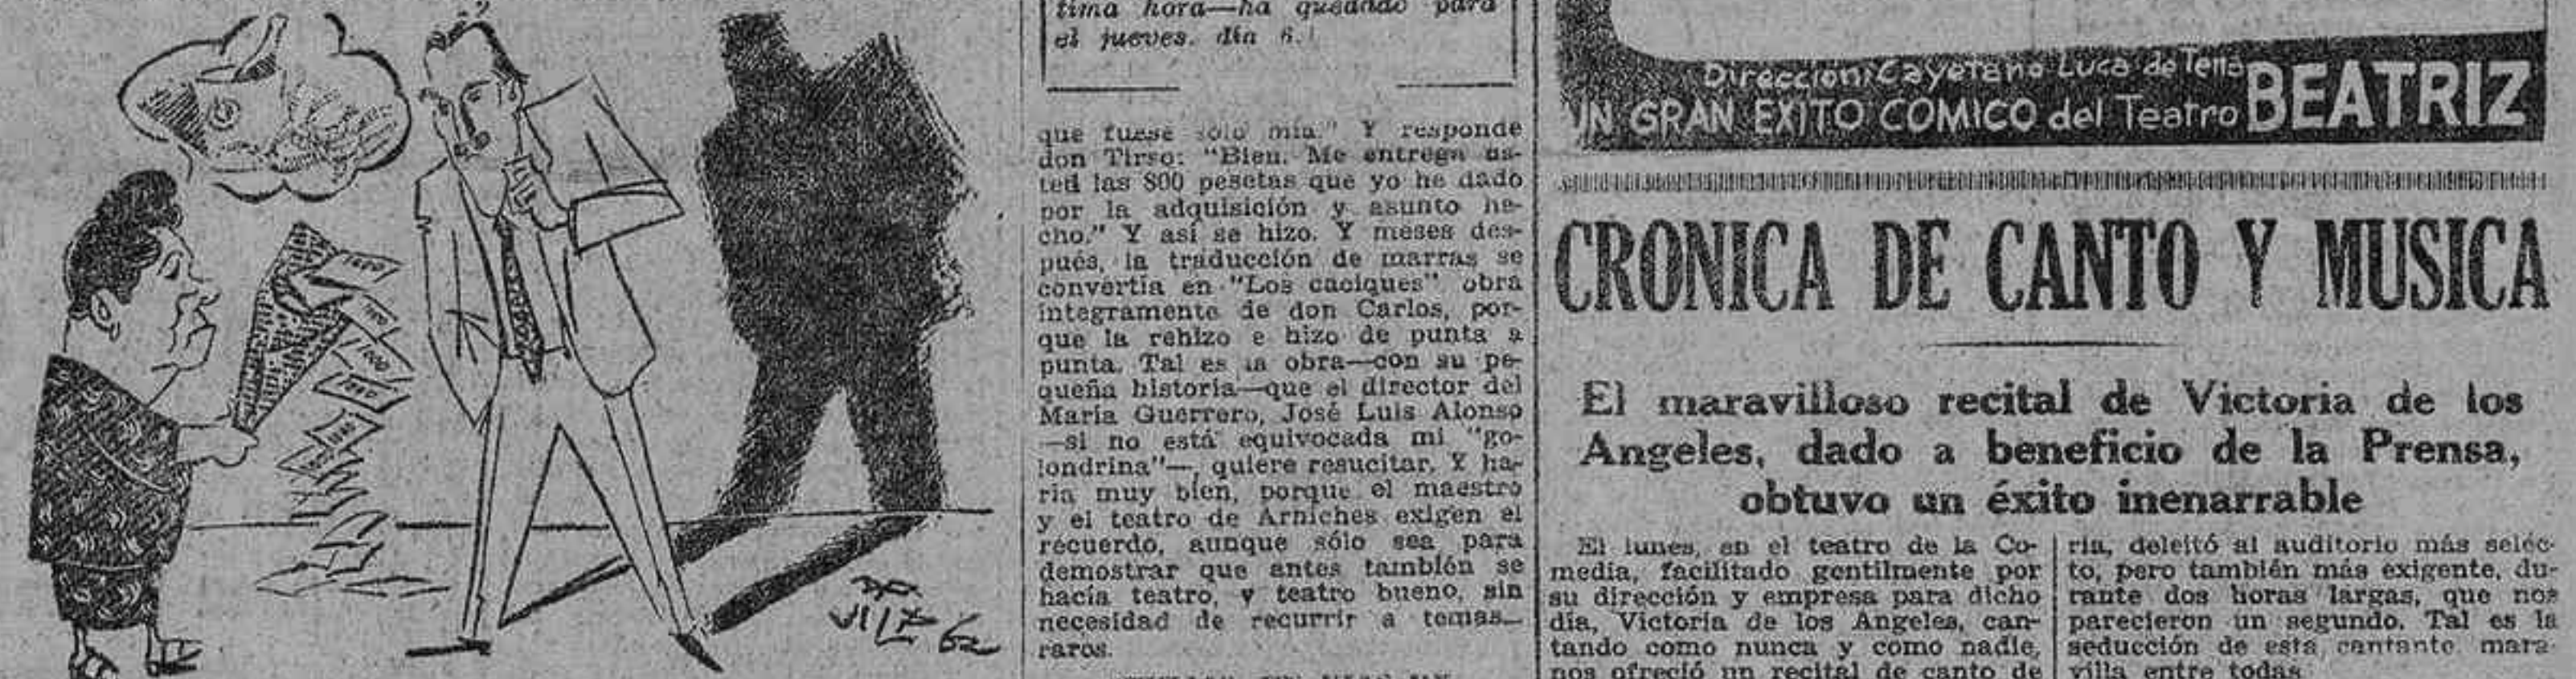 tima hora—ha quedado para
el jueves, día 6.
que fuese sólo mía." Y responde
don Tirso: "Bien. Me entrega us-
ted las 800 pesetas que yo he dado
por la adquisición y asunto he-
cho." Y así se hizo. Y meses des-
pués, la traducción de marras se
convertía en "Los caciques" obra
íntegramente de don Carlos, por-
que la rehizo e hizo de punta a
punta. Tal es la obra—con su pe-
queña historia—que el director del
María Guerrero, José Luis Alonso
—si no está equivocada mi "go-
londrina"—, quiere resucitar. Y ha-
ría muy bien, porque el maestro
y el teatro de Arniches exigen el
recuerdo, aunque sólo sea para
demostrar que antes también se
hacía teatro, y teatro bueno, sin
necesidad de recurrir a temas...
raros.
1000
1000
1000
62
Dirección: Cayetano Luca de Tena
UN GRAN EXITO COMICO del Teatro BEATRIZ
CRONICA DE CANTO Y MUSICA
El maravilloso recital de Victoria de los
Angeles, dado a beneficio de la Prensa,
obtuvo un éxito inenarrable
El lunes, en el teatro de la Co-
media, facilitado gentilmente por
su dirección y empresa para dicho
día, Victoria de los Angeles, can-
tando como nunca y como nadie,
nos ofreció un recital de canto de
ria, deleitó al auditorio más selec-
to, pero también más exigente, du-
rante dos horas largas, que nos
parecieron un segundo. Tal es la
seducción de esta cantante mara-
villa entre todas